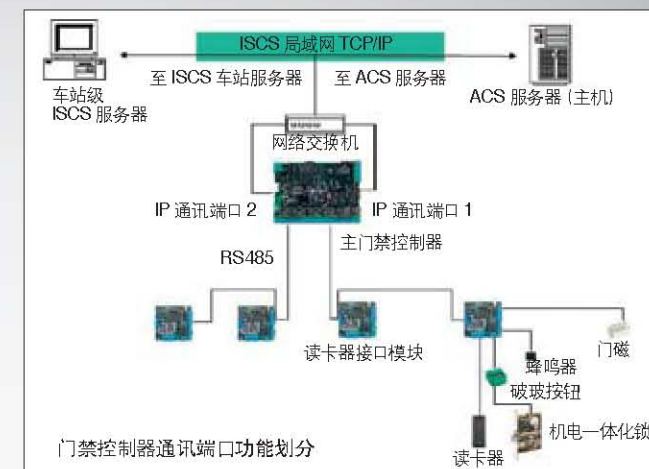 ISCS 局域网 TCP/IP
至 ISCS 车站服务器
至 ACS 服务器
车站级
ISCS 服务器
ACS 服务器 (主机)
网络交换机
IP 通讯端口 2
IP 通讯端口 1
主门禁控制器
RS485
读卡器接口模块
门磁
蜂鸣器
破玻按钮
机电一体化锁
读卡器
门禁控制器通讯端口功能划分